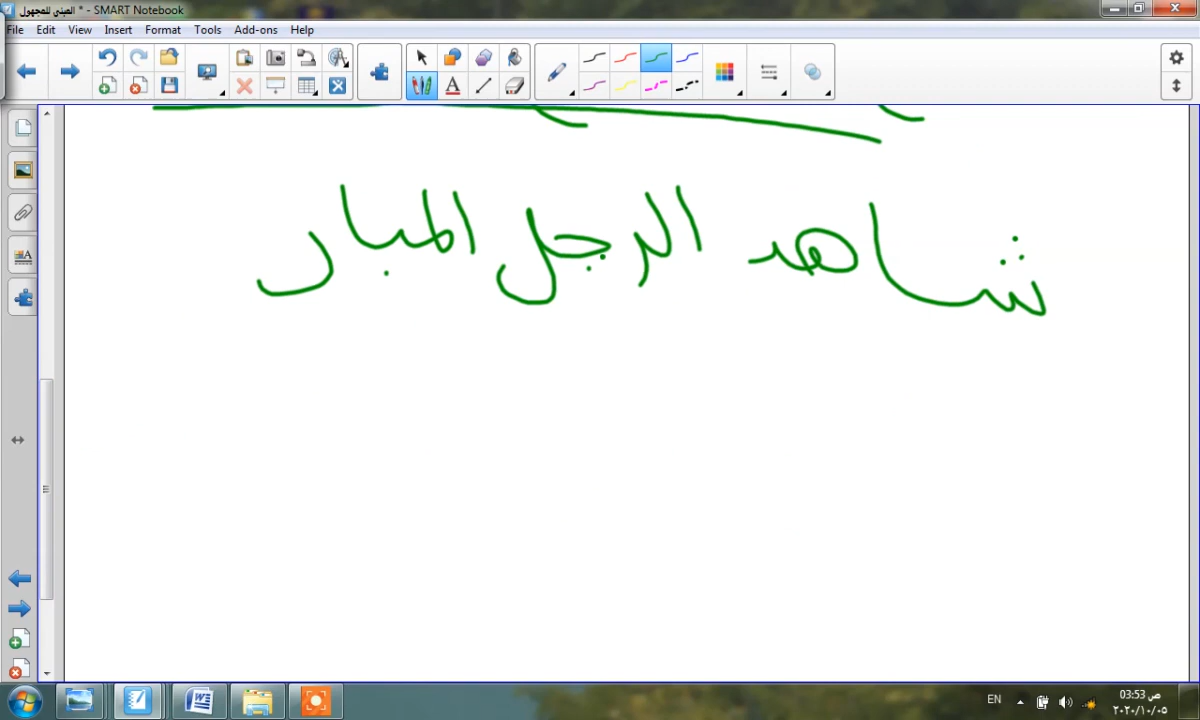 المبني للمجهول * - SMART Notebook
File Edit View Insert Format Tools Add-ons Help
شاهد الرجل المبار
EN
03:53 ص
٢٠٢٠/١٠/٠٥